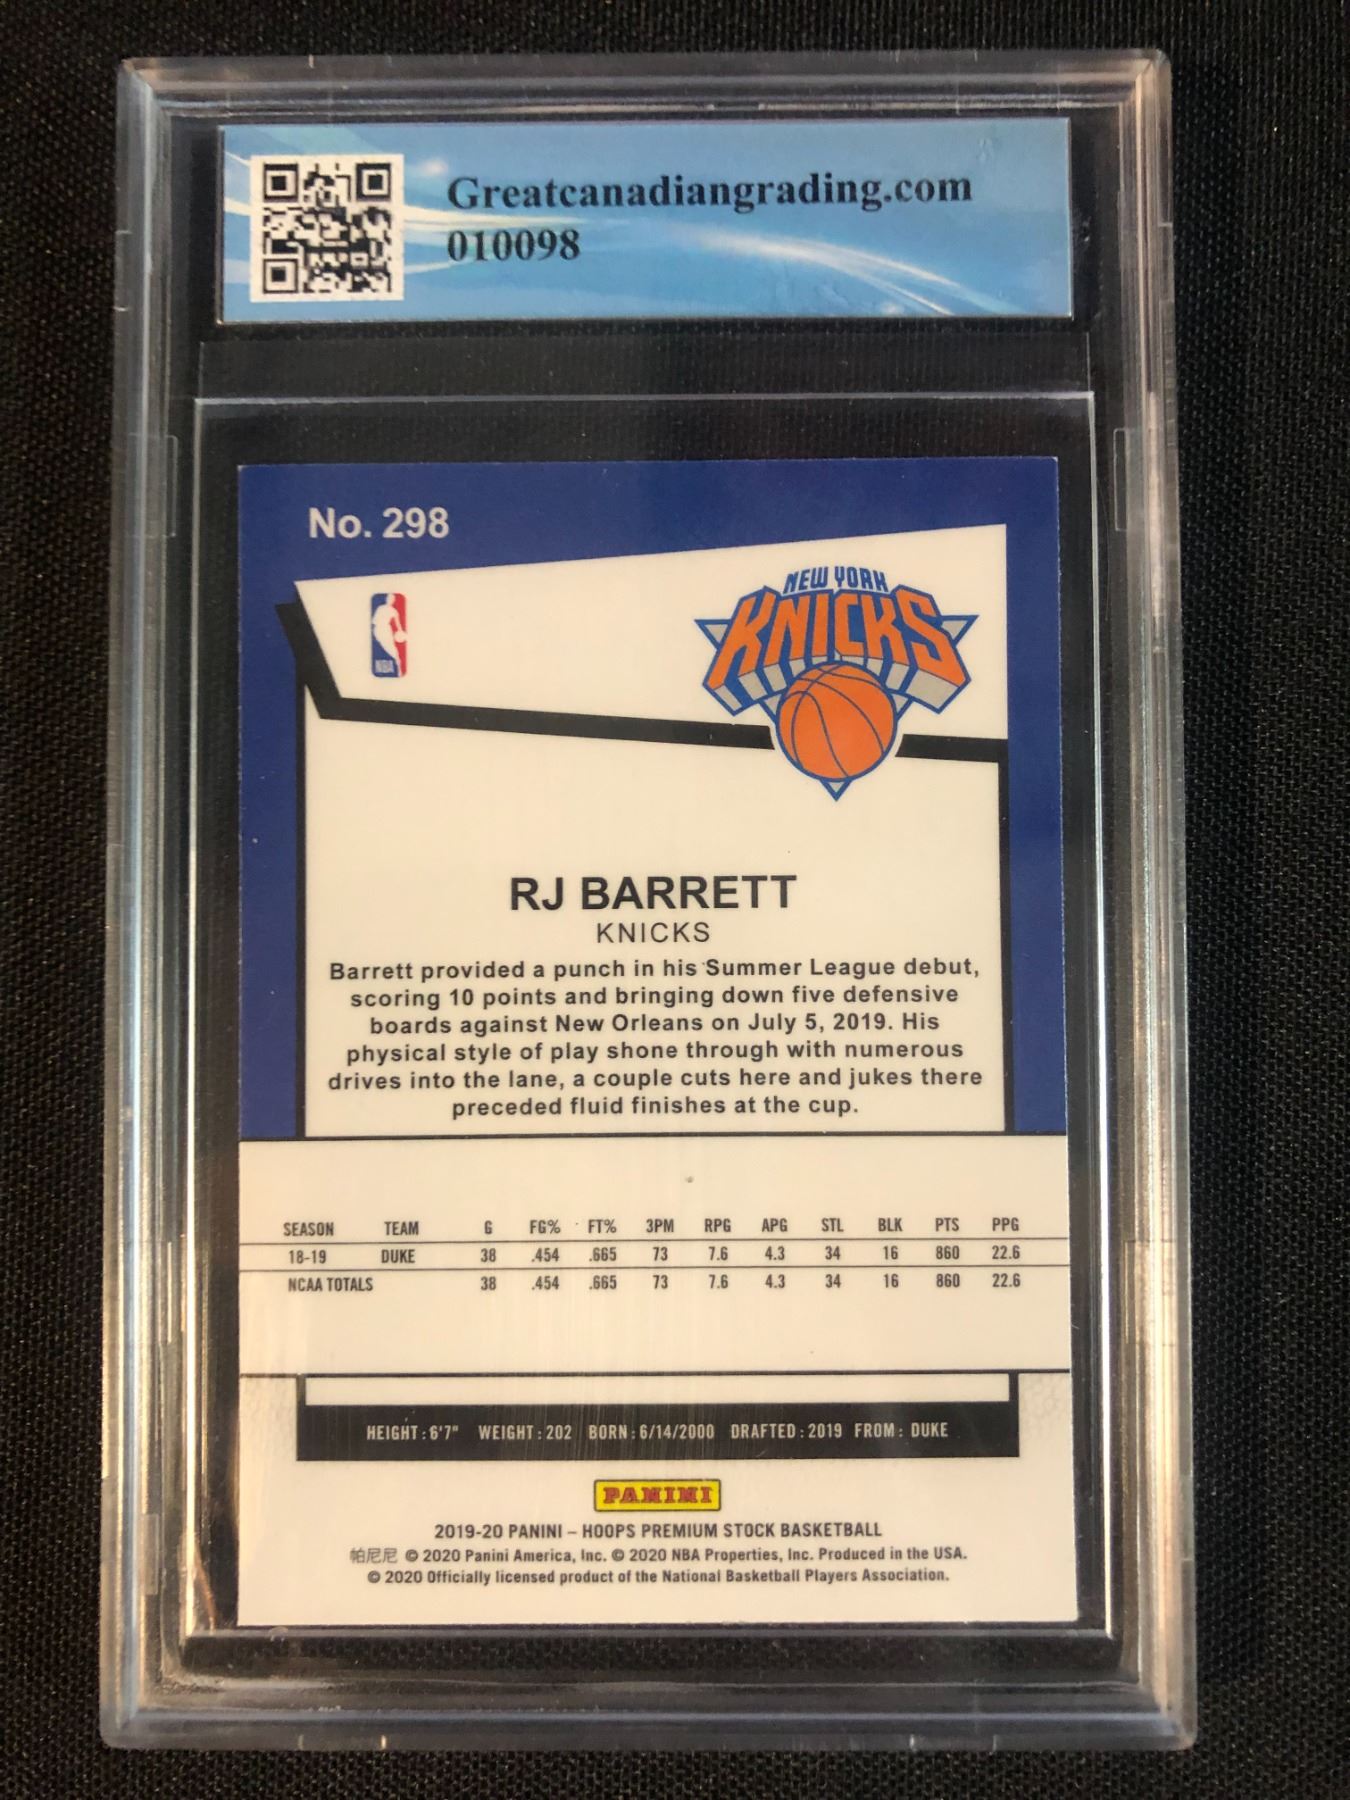 Greatcanadiangrading.com
010098
No. 298
NBA
NEW YORK
KNICKS
RJ BARRETT
KNICKS
Barrett provided a punch in his Summer League debut,
scoring 10 points and bringing down five defensive
boards against New Orleans on July 5, 2019. His
physical style of play shone through with numerous
drives into the lane, a couple cuts here and jukes there
preceded fluid finishes at the cup.
SEASON TEAM G FG% FT% 3PM RPG APG STL BLK PTS PPG
18-19 DUKE 38 .454 .665 73 7.6 4.3 34 16 860 22.6
NCAA TOTALS 38 .454 .665 73 7.6 4.3 34 16 860 22.6
HEIGHT: 6'7" WEIGHT: 202 BORN: 6/14/2000 DRAFTED: 2019 FROM: DUKE
PANINI
2019-20 PANINI – HOOPS PREMIUM STOCK BASKETBALL
帕尼尼 © 2020 Panini America, Inc. © 2020 NBA Properties, Inc. Produced in the USA.
© 2020 Officially licensed product of the National Basketball Players Association.